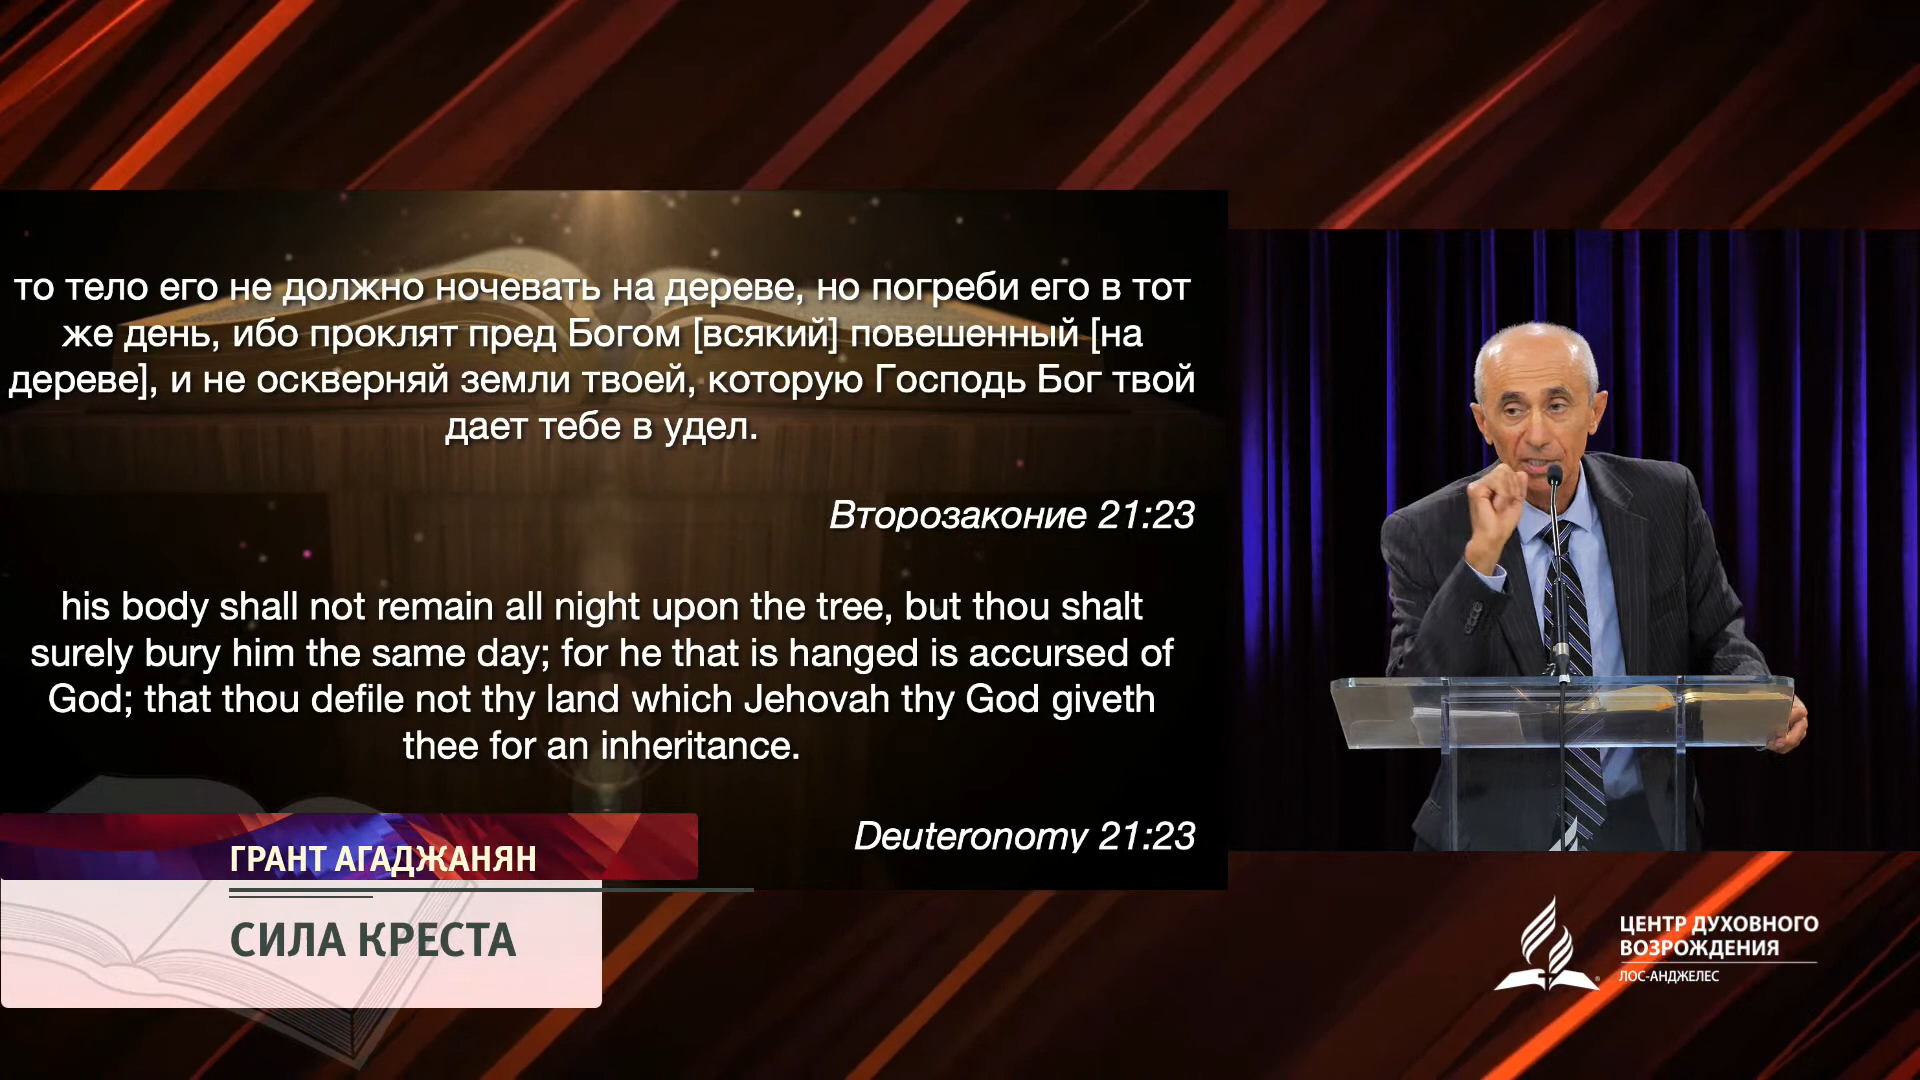 то тело его не должно ночевать на дереве, но погреби его в тот
же день, ибо проклят пред Богом [всякий] повешенный [на
дереве], и не оскверняй земли твоей, которую Господь Бог твой
дает тебе в удел.
Второзаконие 21:23
his body shall not remain all night upon the tree, but thou shalt
surely bury him the same day; for he that is hanged is accursed of
God; that thou defile not thy land which Jehovah thy God giveth
thee for an inheritance.
Deuteronomy 21:23
ГРАНТ АГАДЖАНЯН
СИЛА КРЕСТА
ЦЕНТР ДУХОВНОГО
ВОЗРОЖДЕНИЯ
ЛОС-АНДЖЕЛЕС